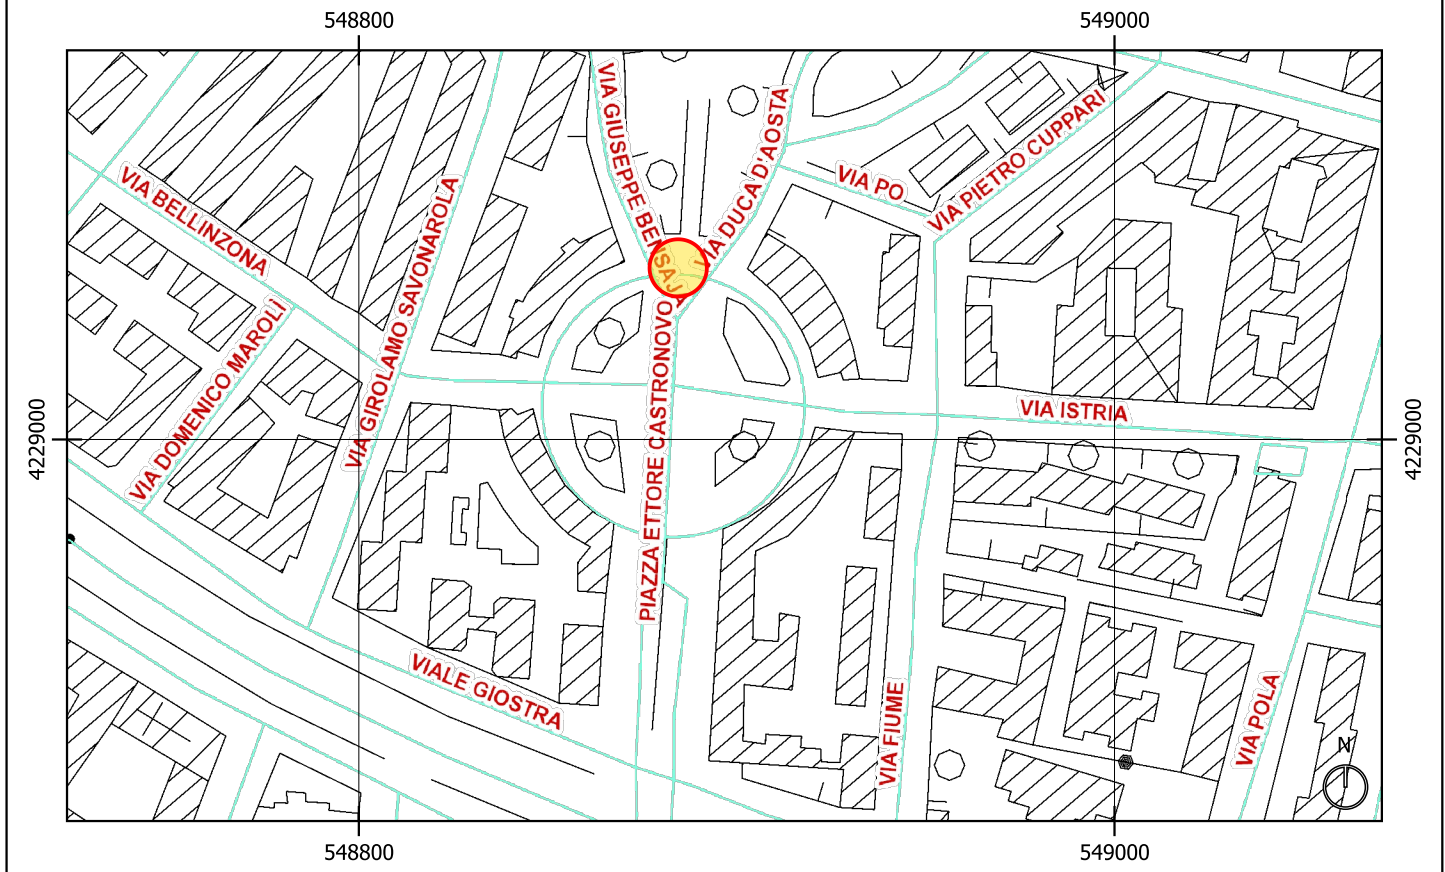 548800
549000
VIA GIUSEPPE BENSAJA
VIA DUCA D'AOSTA
VIA PIETRO CUPPARI
VIA PO
VIA BELLINZONA
VIA GIROLAMO SAVONAROLA
VIA DOMENICO MAROLÌ
PIAZZA ETTORE CASTRONOVO
VIA ISTRIA
4229000
4229000
VIALE GIOSTRA
VIA FIUME
VIA POLA
N
548800
549000